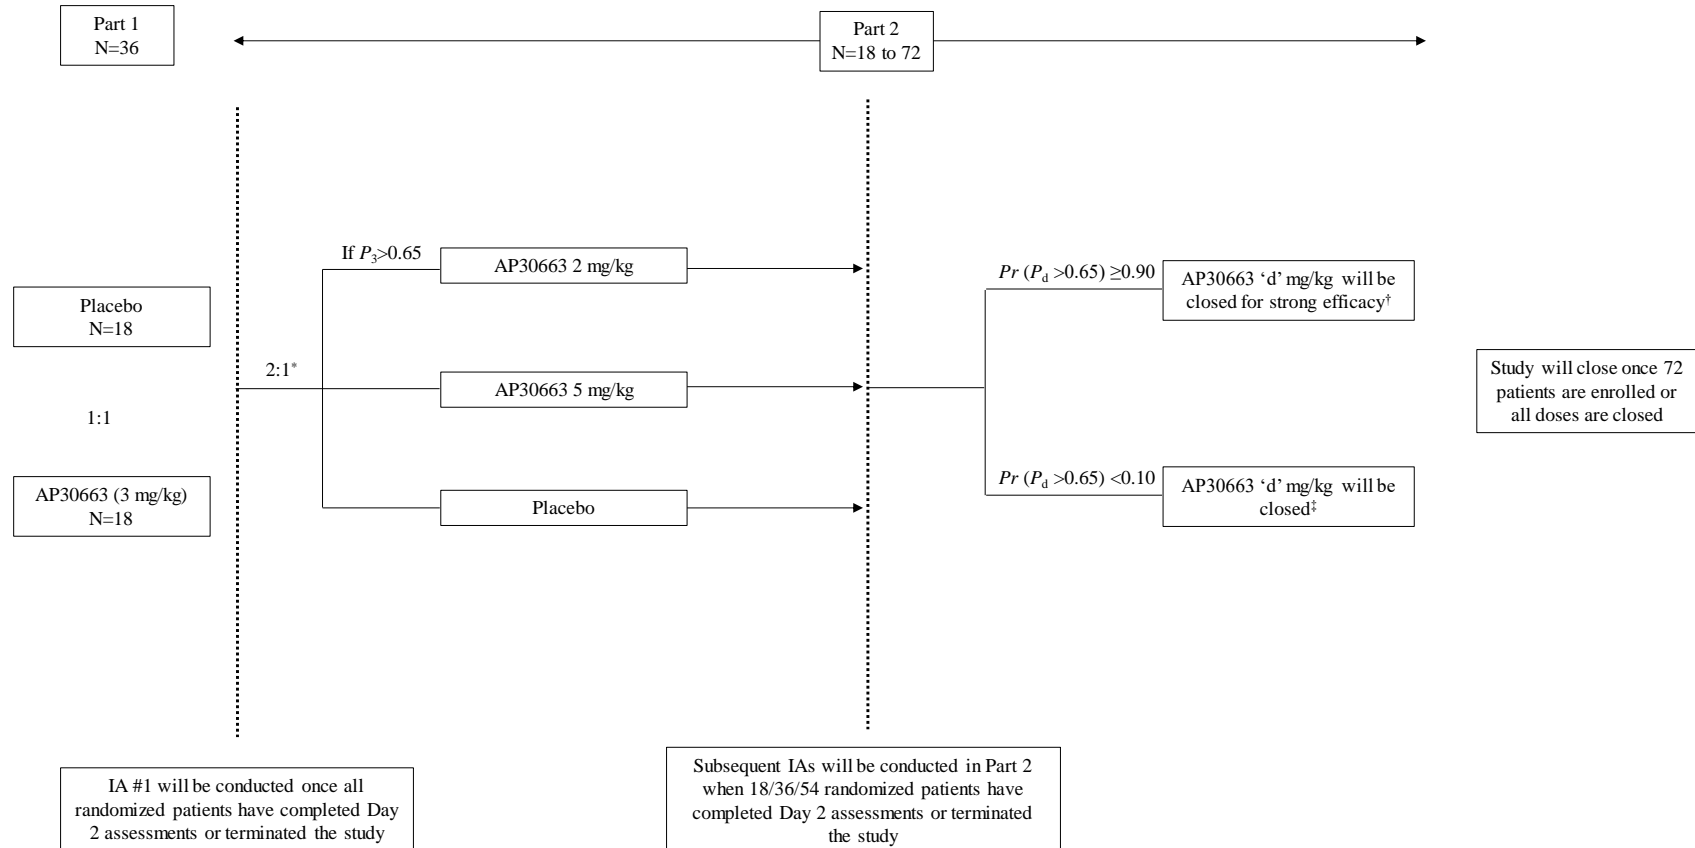 Part 1
N=36
Part 2
N=18 to 72
If P₃>0.65
AP30663 2 mg/kg
Pr (P_d >0.65) ≥0.90
AP30663 ‘d’ mg/kg will be
closed for strong efficacy†
Placebo
N=18
2:1*
AP30663 5 mg/kg
Study will close once 72
patients are enrolled or
all doses are closed
1:1
AP30663 (3 mg/kg)
N=18
Placebo
Pr (P_d >0.65) <0.10
AP30663 ‘d’ mg/kg will be
closed‡
IA #1 will be conducted once all
randomized patients have completed Day
2 assessments or terminated the study
Subsequent IAs will be conducted in Part 2
when 18/36/54 randomized patients have
completed Day 2 assessments or terminated
the study